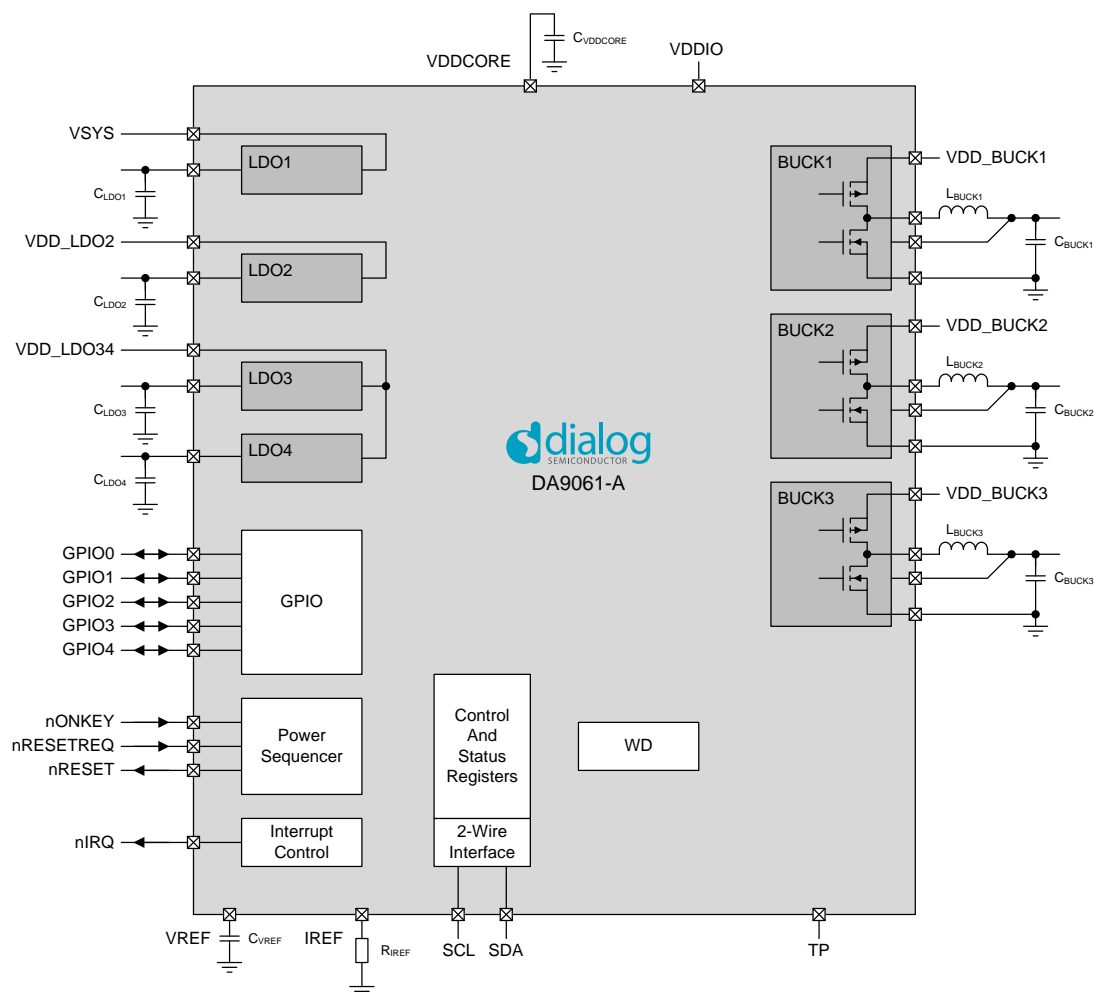 CVDDCORE
VDDCORE
VDDIO
VSYS
LDO1
CLDO1
VDD_LDO2
LDO2
CLDO2
VDD_LDO34
LDO3
CLDO3
LDO4
CLDO4
BUCK1
VDD_BUCK1
LBUCK1
CBUCK1
BUCK2
VDD_BUCK2
LBUCK2
CBUCK2
BUCK3
VDD_BUCK3
LBUCK3
CBUCK3
dialog
SEMICONDUCTOR
DA9061-A
GPIO0
GPIO1
GPIO2
GPIO3
GPIO4
GPIO
nONKEY
nRESETREQ
nRESET
Power
Sequencer
nIRQ
Interrupt
Control
Control
And
Status
Registers
2-Wire
Interface
WD
VREF
CVREF
IREF
RIREF
SCL
SDA
TP